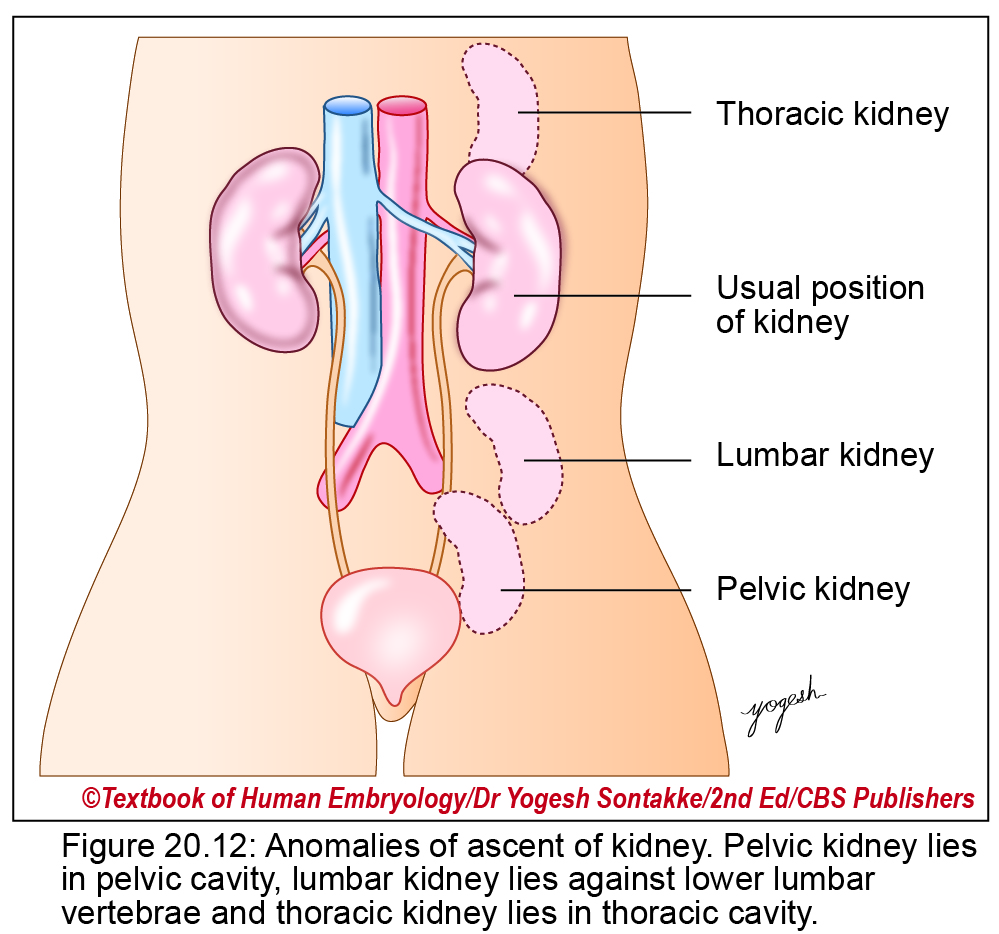 Thoracic kidney
Usual position
of kidney
Lumbar kidney
Pelvic kidney
yogesh
©Textbook of Human Embryology/Dr Yogesh Sontakke/2nd Ed/CBS Publishers
Figure 20.12: Anomalies of ascent of kidney. Pelvic kidney lies
in pelvic cavity, lumbar kidney lies against lower lumbar
vertebrae and thoracic kidney lies in thoracic cavity.